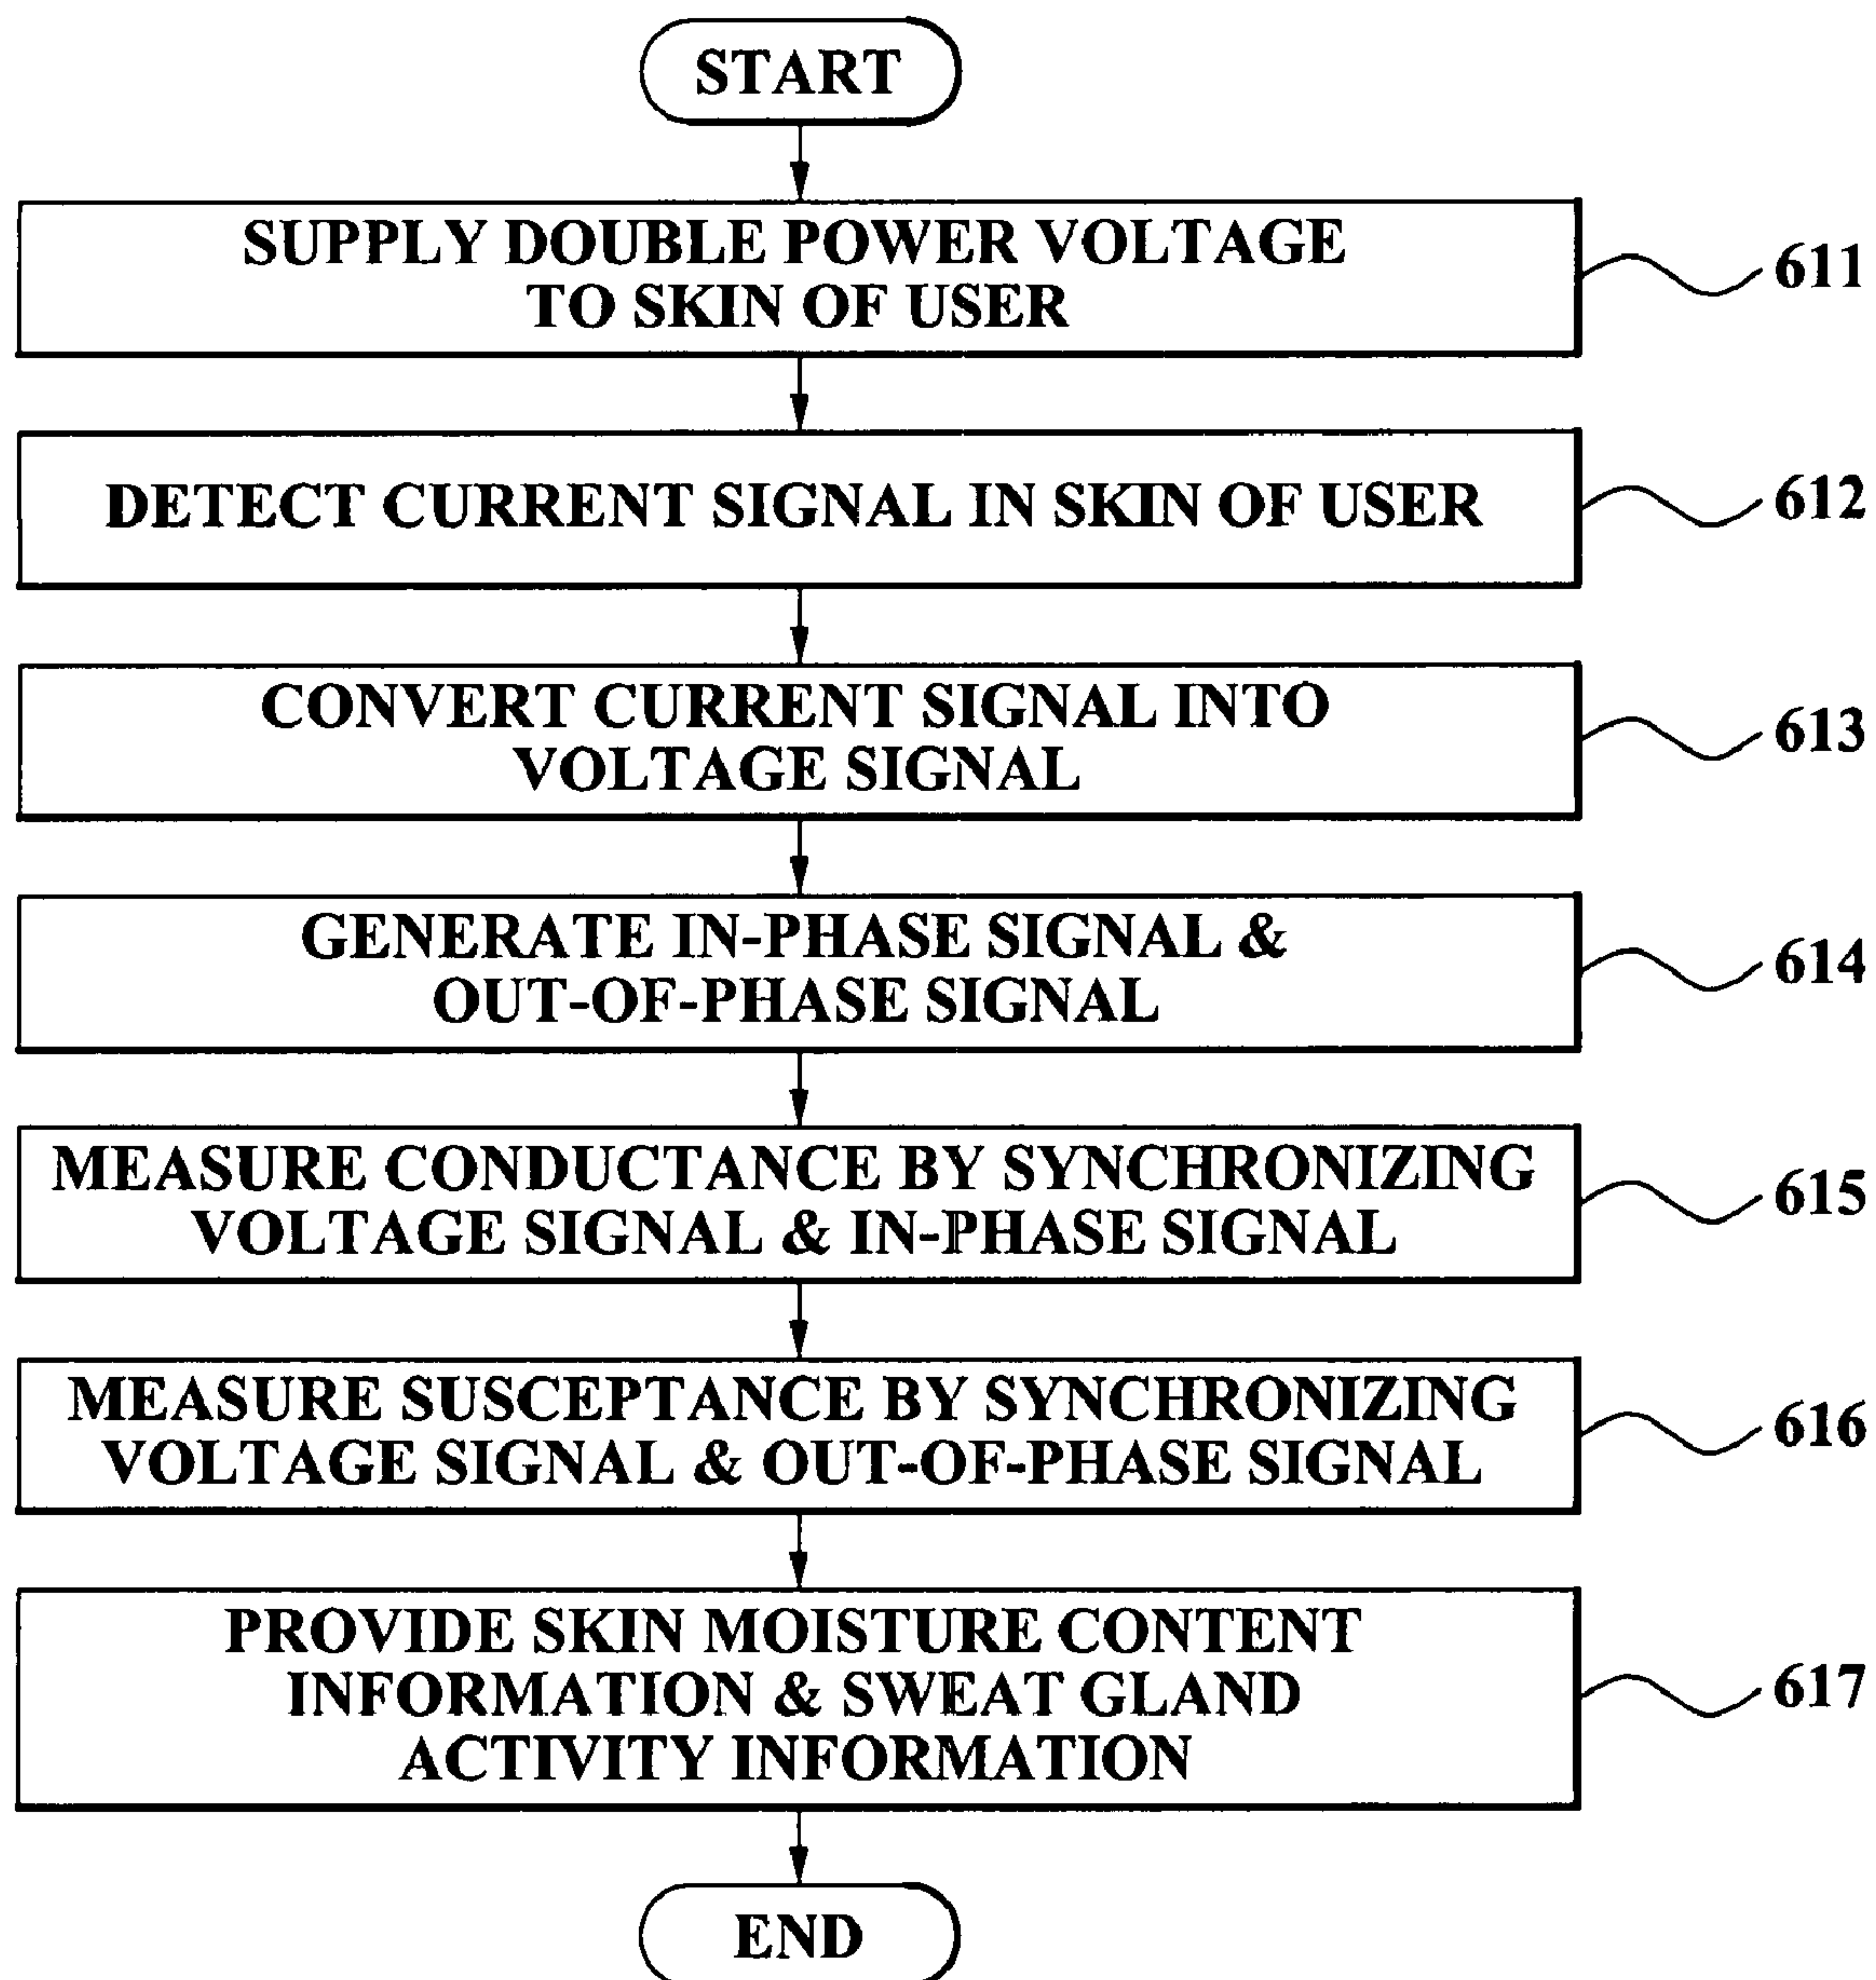 START
SUPPLY DOUBLE POWER VOLTAGE
TO SKIN OF USER
611
DETECT CURRENT SIGNAL IN SKIN OF USER
612
CONVERT CURRENT SIGNAL INTO
VOLTAGE SIGNAL
613
GENERATE IN-PHASE SIGNAL &
OUT-OF-PHASE SIGNAL
614
MEASURE CONDUCTANCE BY SYNCHRONIZING
VOLTAGE SIGNAL & IN-PHASE SIGNAL
615
MEASURE SUSCEPTANCE BY SYNCHRONIZING
VOLTAGE SIGNAL & OUT-OF-PHASE SIGNAL
616
PROVIDE SKIN MOISTURE CONTENT
INFORMATION & SWEAT GLAND
ACTIVITY INFORMATION
617
END